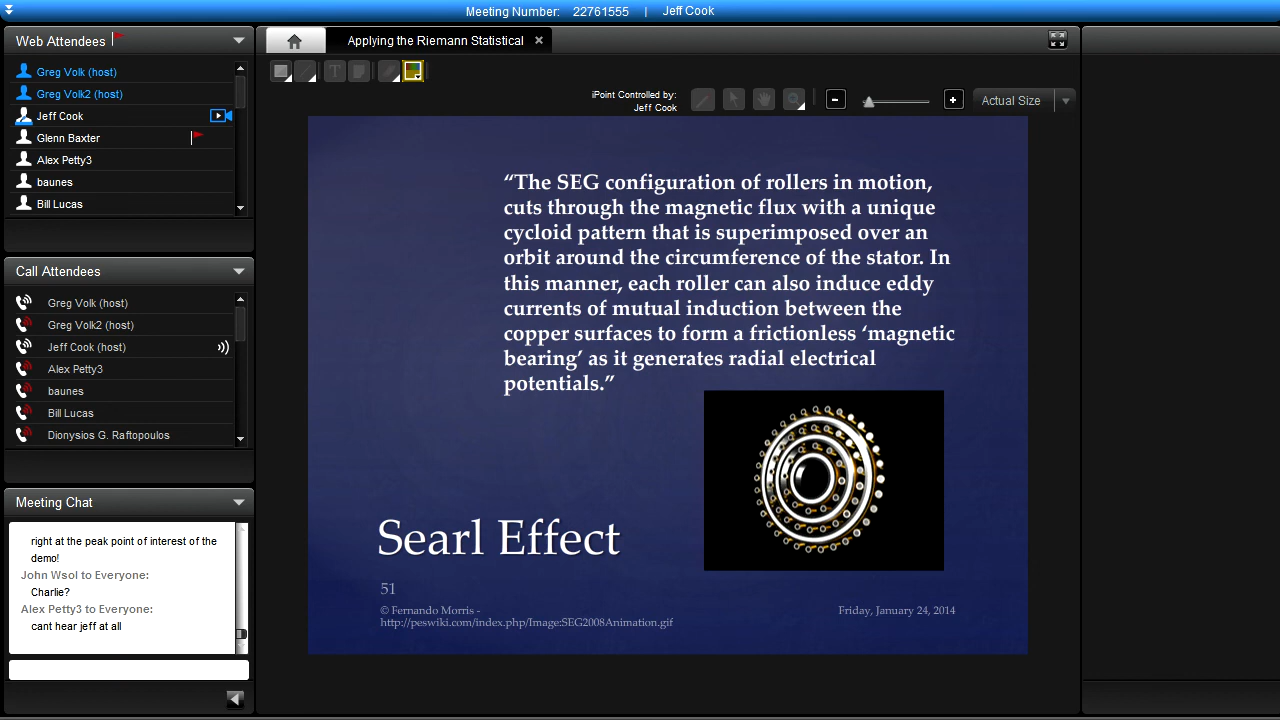 Meeting Number: 22761555 | Jeff Cook
Web Attendees
Greg Volk (host)
Greg Volk2 (host)
Jeff Cook
Glenn Baxter
Alex Petty3
baunes
Bill Lucas
Call Attendees
Greg Volk (host)
Greg Volk2 (host)
Jeff Cook (host)
Alex Petty3
baunes
Bill Lucas
Dionysios G. Raftopoulos
Meeting Chat
right at the peak point of interest of the
demo!
John Wsol to Everyone:
Charlie?
Alex Petty3 to Everyone:
cant hear jeff at all
Applying the Riemann Statistical
T
iPoint Controlled by:
Jeff Cook
Actual Size
“The SEG configuration of rollers in motion,
cuts through the magnetic flux with a unique
cycloid pattern that is superimposed over an
orbit around the circumference of the stator. In
this manner, each roller can also induce eddy
currents of mutual induction between the
copper surfaces to form a frictionless ‘magnetic
bearing’ as it generates radial electrical
potentials.”
Searl Effect
51
© Fernando Morris -
http://peswiki.com/index.php/Image:SEG2008Animation.gif
Friday, January 24, 2014